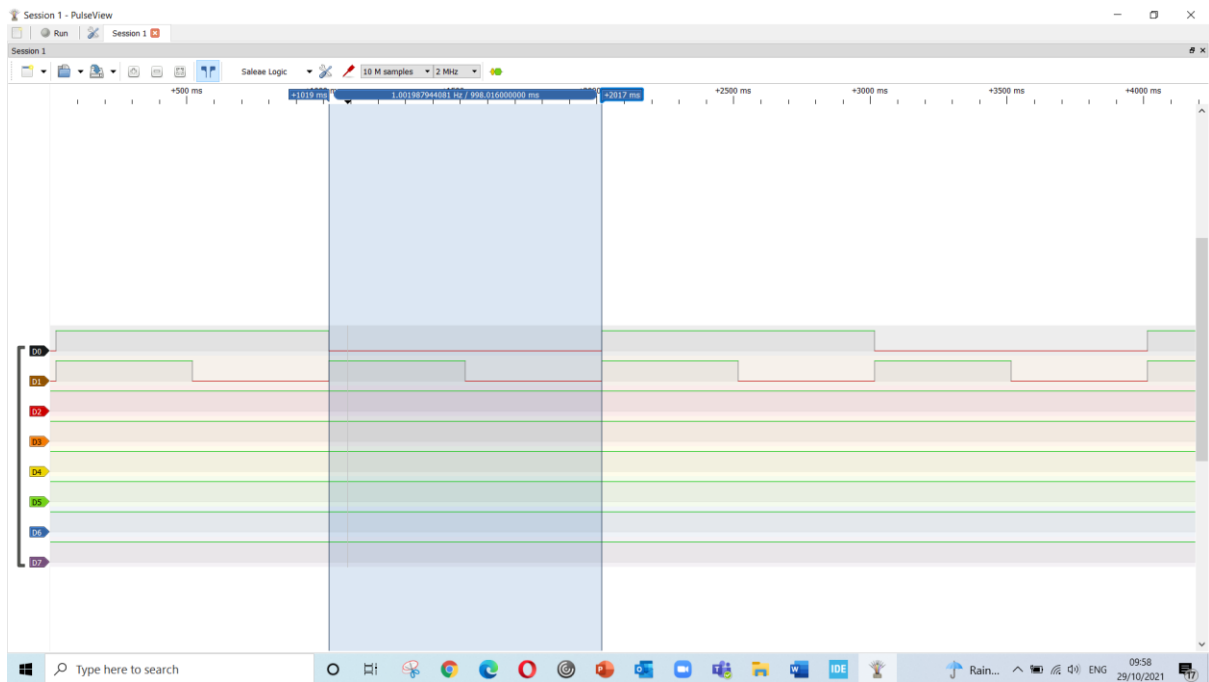 Session 1 - PulseView
Run Session 1
Session 1
Saleae Logic 10 M samples 2 MHz
+500 ms +2500 ms +3000 ms +3500 ms +4000 ms
+1019 ms 1.001987944081 Hz / 998.016000000 ms +2017 ms
D0
D1
D2
D3
D4
D5
D6
D7
Type here to search
IDE
Rain... ENG
09:58
29/10/2021
17